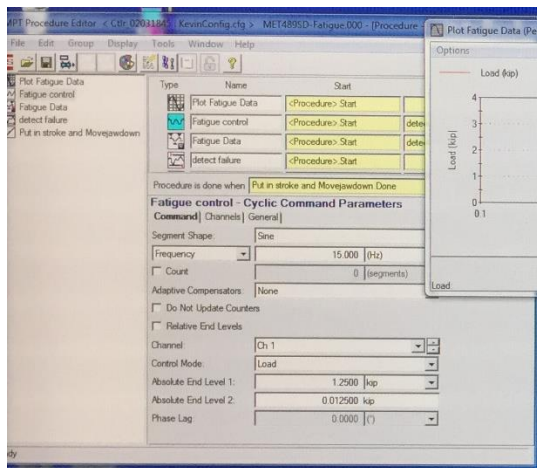 MPT Procedure Editor < Ctlr 02031845 KevinConfig.cfg > MET489SD-Fatigue.000 - [Procedure
File Edit Group Display Tools Window Help
Plot Fatigue Data
Fatigue control
Fatigue Data
detect failure
Put in stroke and Movejawdown
Type Name Start
Plot Fatigue Data <Procedure>.Start
Fatigue control <Procedure>.Start
Fatigue Data <Procedure>.Start
detect failure <Procedure>.Start
Procedure is done when Put in stroke and Movejawdown.Done
Fatigue control - Cyclic Command Parameters
Command Channels General
Segment Shape: Sine
Frequency 15.000 (Hz)
Count 0 (segments)
Adaptive Compensators: None
Do Not Update Counters
Relative End Levels
Channel: Ch 1
Control Mode: Load
Absolute End Level 1: 1.2500 kip
Absolute End Level 2: 0.012500 kip
Phase Lag: 0.0000 (°)
Plot Fatigue Data (Pe
Options
Load (kip)
Load (kip)
4
3
2
1
0
0.1
Load